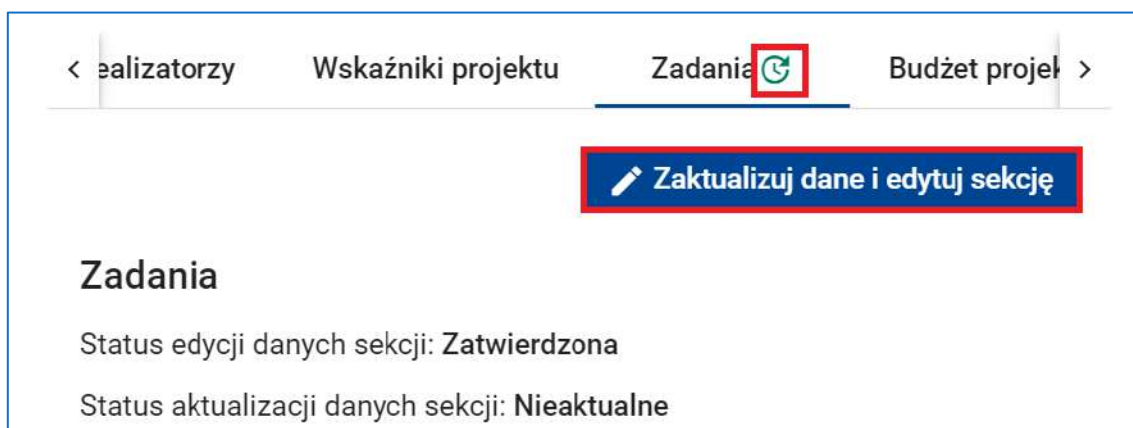 ealizatorzy Wskaźniki projektu Zadania Budżet projek
Zaktualizuj dane i edytuj sekcję
Zadania
Status edycji danych sekcji: Zatwierdzona
Status aktualizacji danych sekcji: Nieaktualne